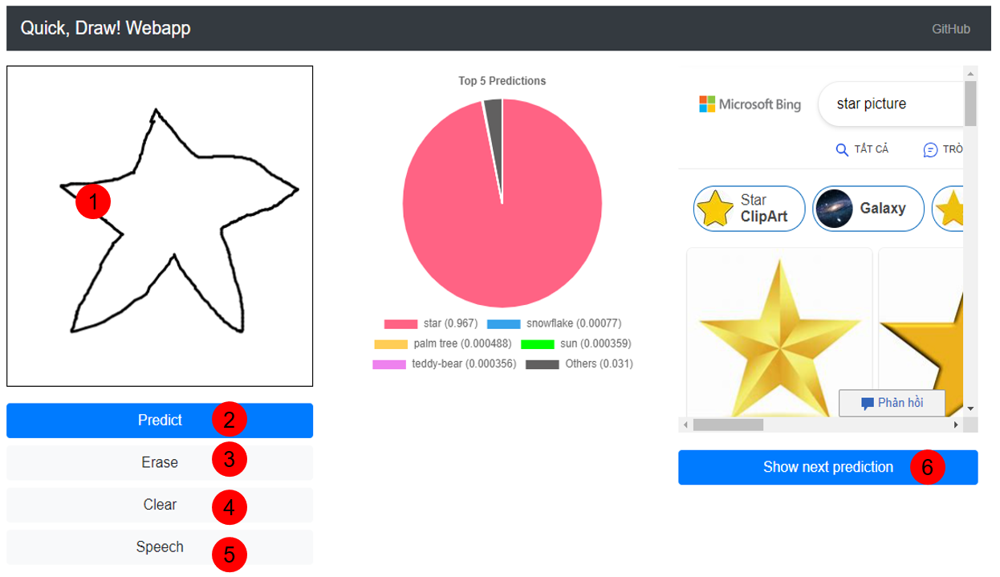 Quick, Draw! Webapp
GitHub
1
Predict
2
Erase
3
Clear
4
Speech
5
Top 5 Predictions
star (0.967)
snowflake (0.00077)
palm tree (0.000488)
sun (0.000359)
teddy-bear (0.000356)
Others (0.031)
Microsoft Bing
star picture
TẤT CẢ
TRÒ
Star
ClipArt
Galaxy
Phản hồi
Show next prediction
6